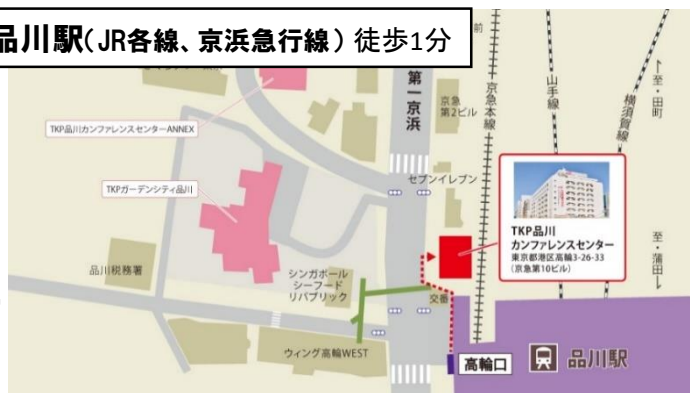 品川駅(JR各線、京浜急行線) 徒歩1分
前
第一京浜
京急
第2ビル
京急本線
山手線
横須賀線
至・田町
TKP品川カンファレンスセンターANNEX
セブンイレブン
TKPガーデンシティ品川
TKP品川
カンファレンスセンター
東京都港区高輪3-26-33
(京急第10ビル)
至・蒲田
品川税務署
シンガポール
シーフード
リパブリック
交番
ウィング高輪WEST
高輪口
品川駅